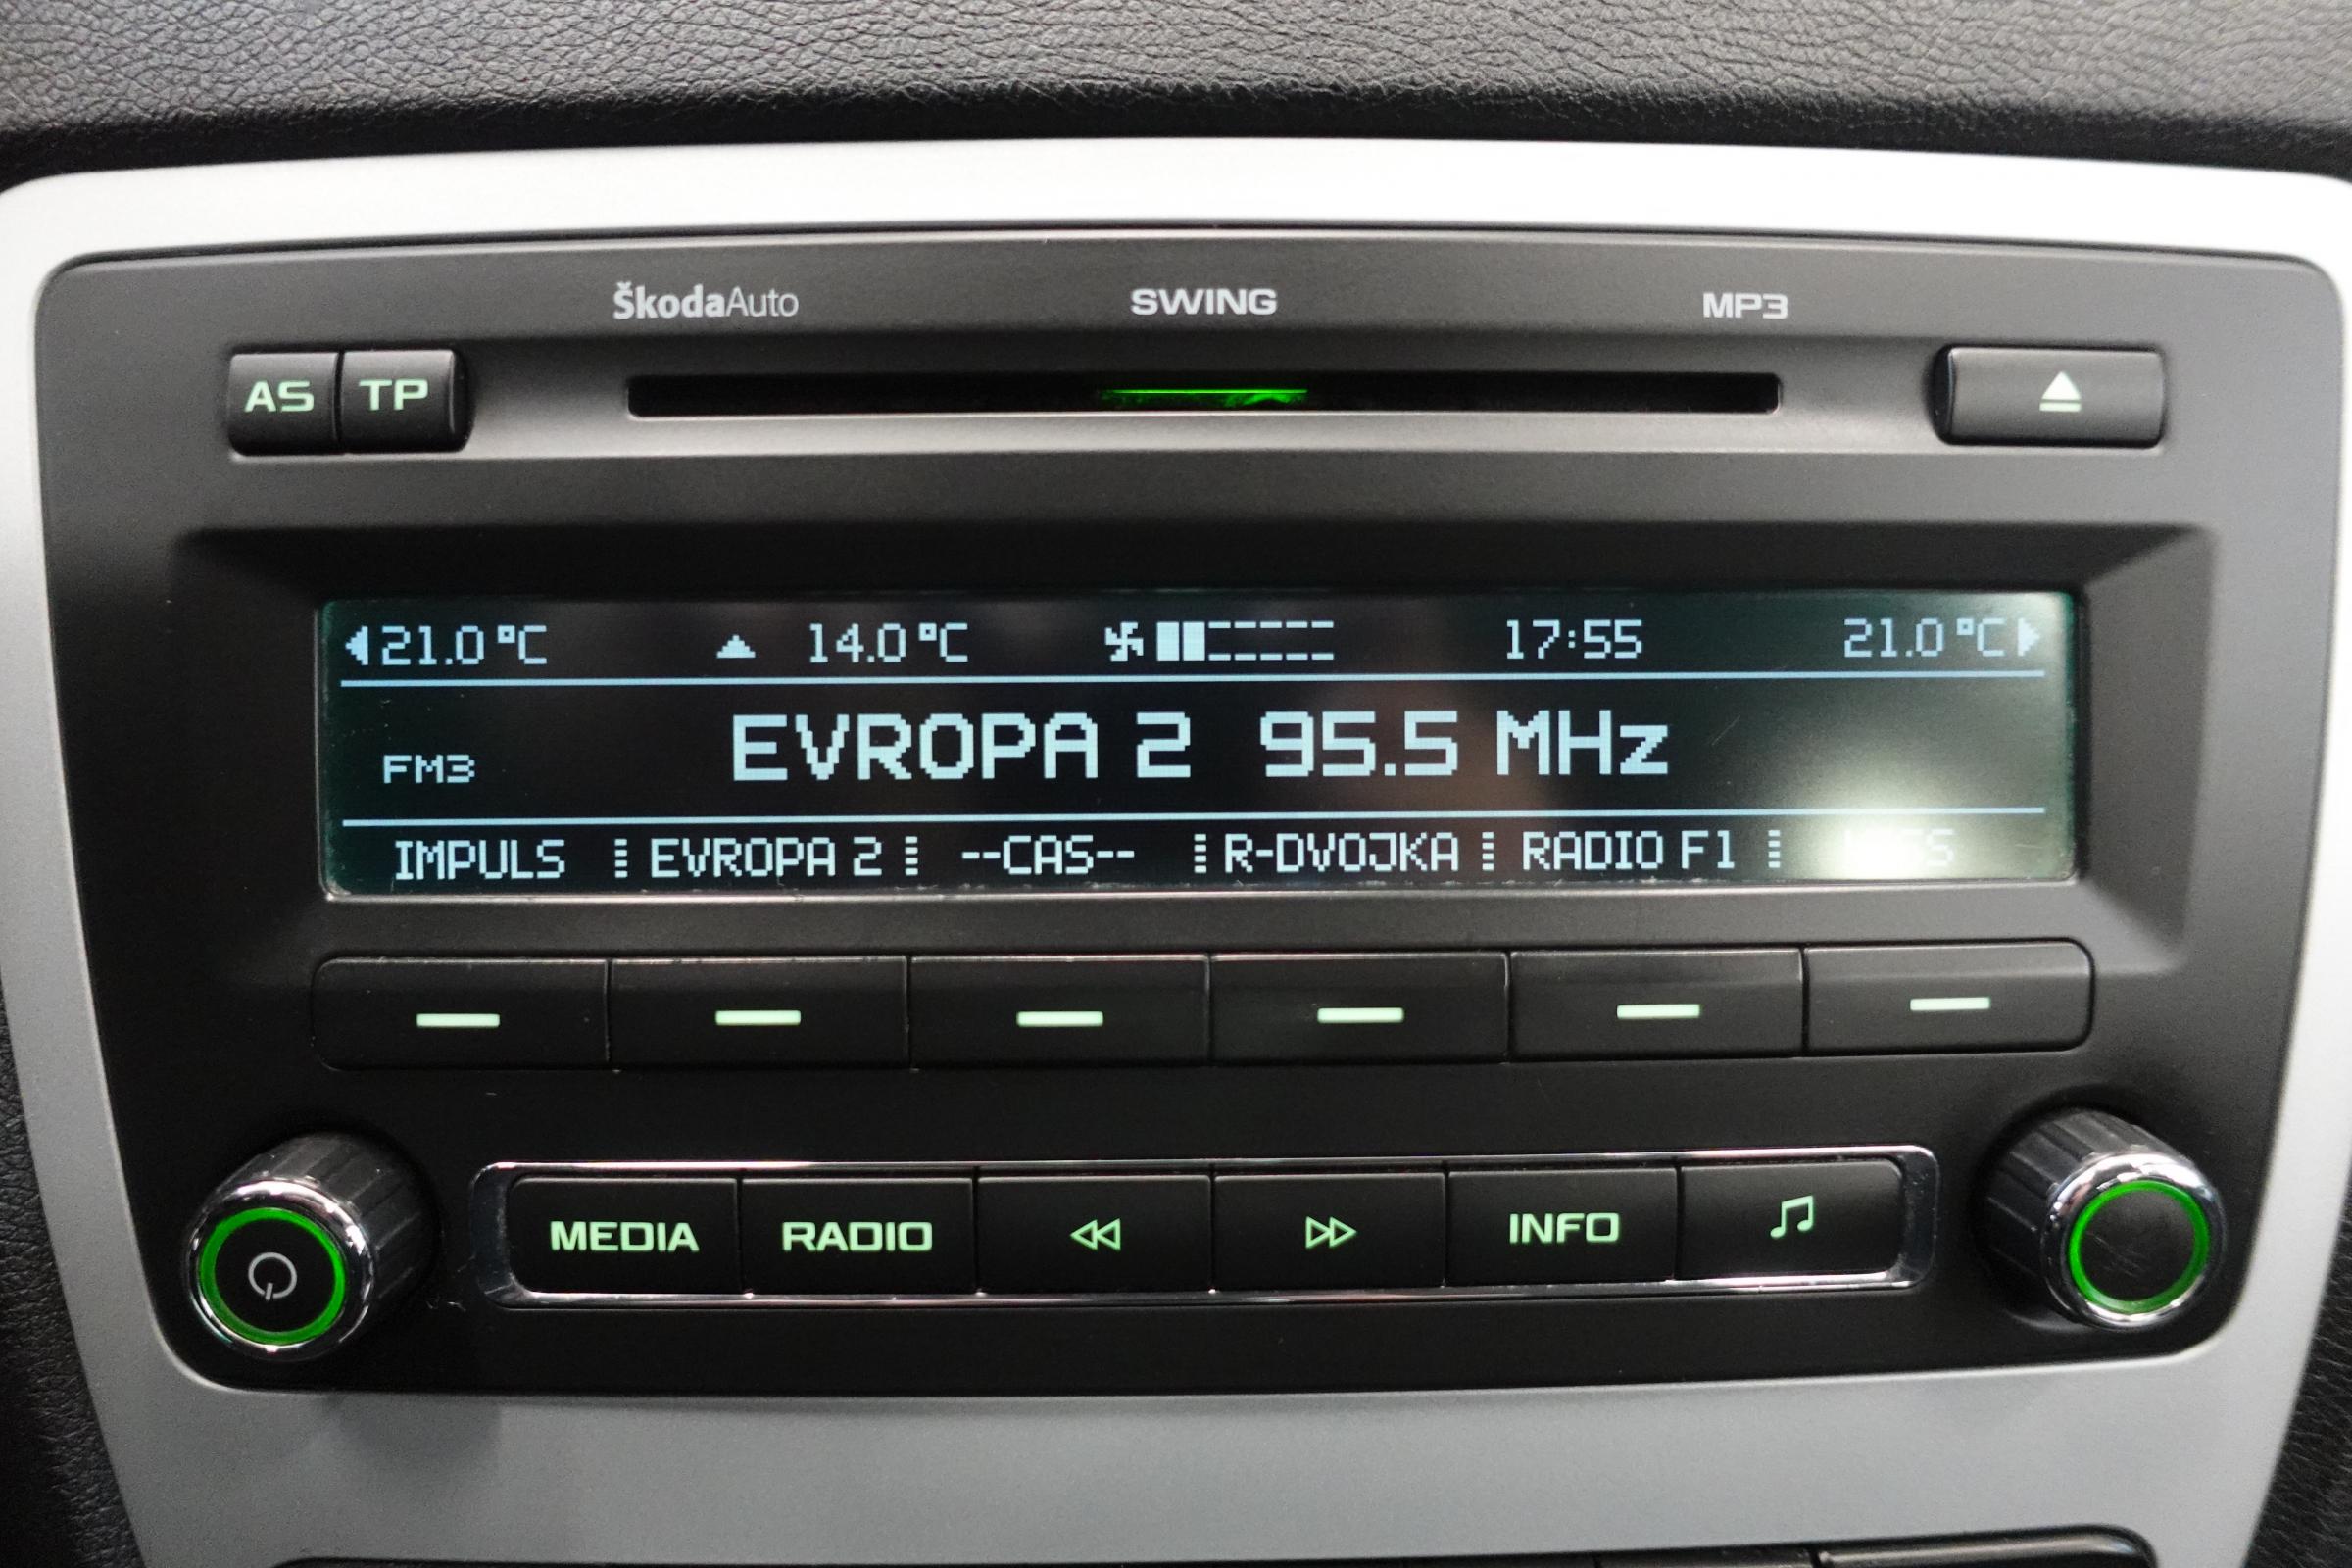 ŠkodaAuto SWING MP3
AS TP
21.0 °C 14.0 °C 17:55 21.0 °C
FM3 EVROPA 2 95.5 MHz
IMPULS EVROPA 2 --CAS-- R-DVOJKA RADIO F1
MEDIA RADIO INFO